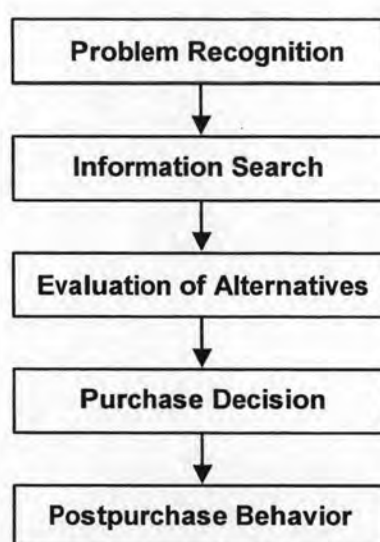 Problem Recognition
Information Search
Evaluation of Alternatives
Purchase Decision
Postpurchase Behavior